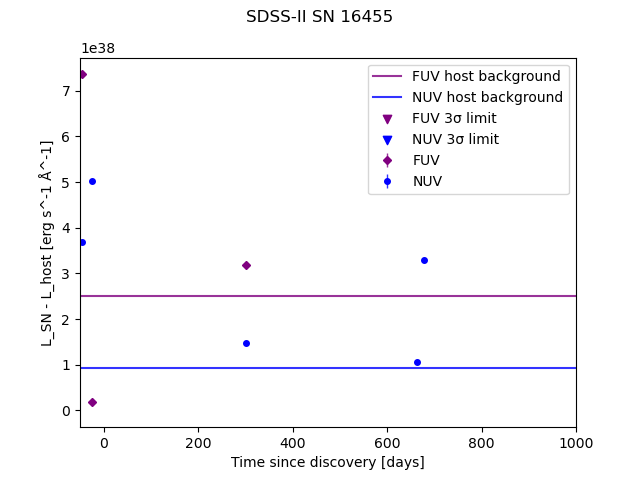 SDSS-II SN 16455
1e38
FUV host background
NUV host background
FUV 3σ limit
NUV 3σ limit
FUV
NUV
7
6
5
4
3
2
1
0
L_SN - L_host [erg s^-1 Å^-1]
0 200 400 600 800 1000
Time since discovery [days]